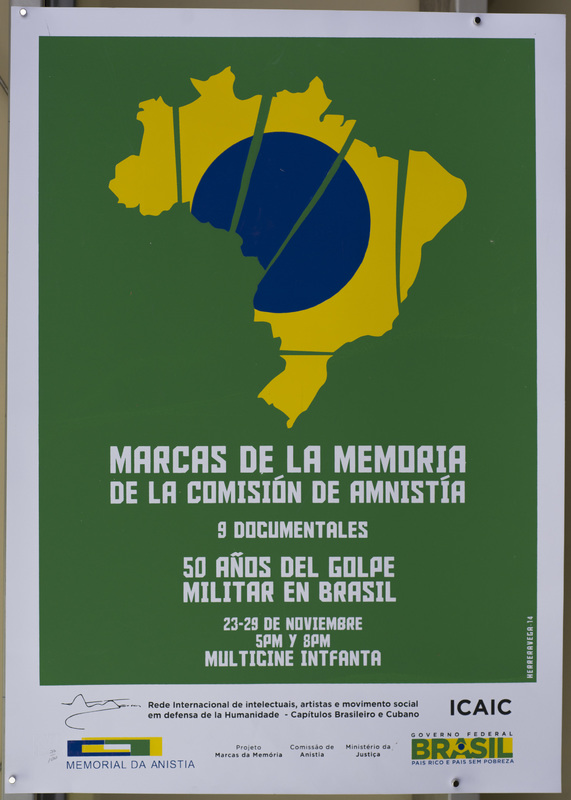 MARCAS DE LA MEMORIA
DE LA COMISIÓN DE AMNISTÍA
9 DOCUMENTALES
50 AÑOS DEL GOLPE
MILITAR EN BRASIL
23-29 DE NOVIEMBRE
5PM Y 8PM
MULTICINE INTFANTA
HERRERAVEGA 14
Rede Internacional de intelectuais, artistas e movimento social
em defensa de la Humanidade - Capítulos Brasileiro e Cubano
ICAIC
MEMORIAL DA ANISTIA
Projeto
Marcas da Memória
Comissão de
Anistia
Ministério da
Justiça
GOVERNO FEDERAL
BRASIL
PAÍS RICO É PAÍS SEM POBREZA